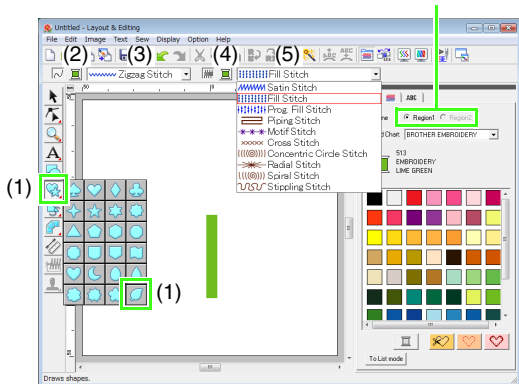 Untitled - Layout & Editing
File Edit Image Text Sew Display Option Help
(2) (3) (4) (5)
Zigzag Stitch
Fill Stitch
Satin Stitch
Fill Stitch
Prog. Fill Stitch
Piping Stitch
Motif Stitch
Cross Stitch
Concentric Circle Stitch
Radial Stitch
Spiral Stitch
Stippling Stitch
ABC
Region1 Region2
BROTHER EMBROIDERY
513
EMBROIDERY
LIME GREEN
A
(1)
(1)
To List mode
Draws shapes.